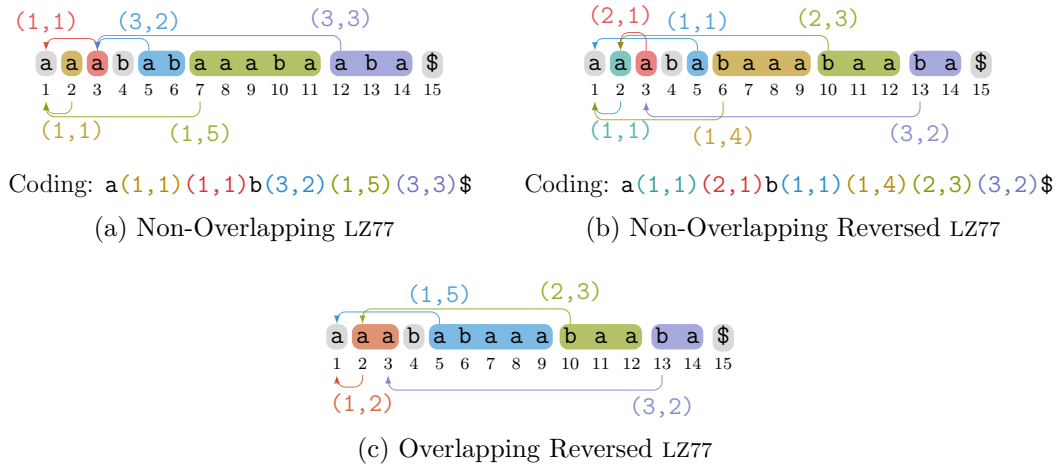 (1,1) (3,2) (3,3)
a a a b a b a a a b a a b a $
1 2 3 4 5 6 7 8 9 10 11 12 13 14 15
(1,1) (1,5)
Coding: a(1,1)(1,1)b(3,2)(1,5)(3,3)$
(a) Non-Overlapping LZ77
(2,1) (1,1) (2,3)
a a a b a b a a a b a a b a $
1 2 3 4 5 6 7 8 9 10 11 12 13 14 15
(1,1) (1,4) (3,2)
Coding: a(1,1)(2,1)b(1,1)(1,4)(2,3)(3,2)$
(b) Non-Overlapping Reversed LZ77
(1,5) (2,3)
a a a b a b a a a b a a b a $
1 2 3 4 5 6 7 8 9 10 11 12 13 14 15
(1,2) (3,2)
(c) Overlapping Reversed LZ77